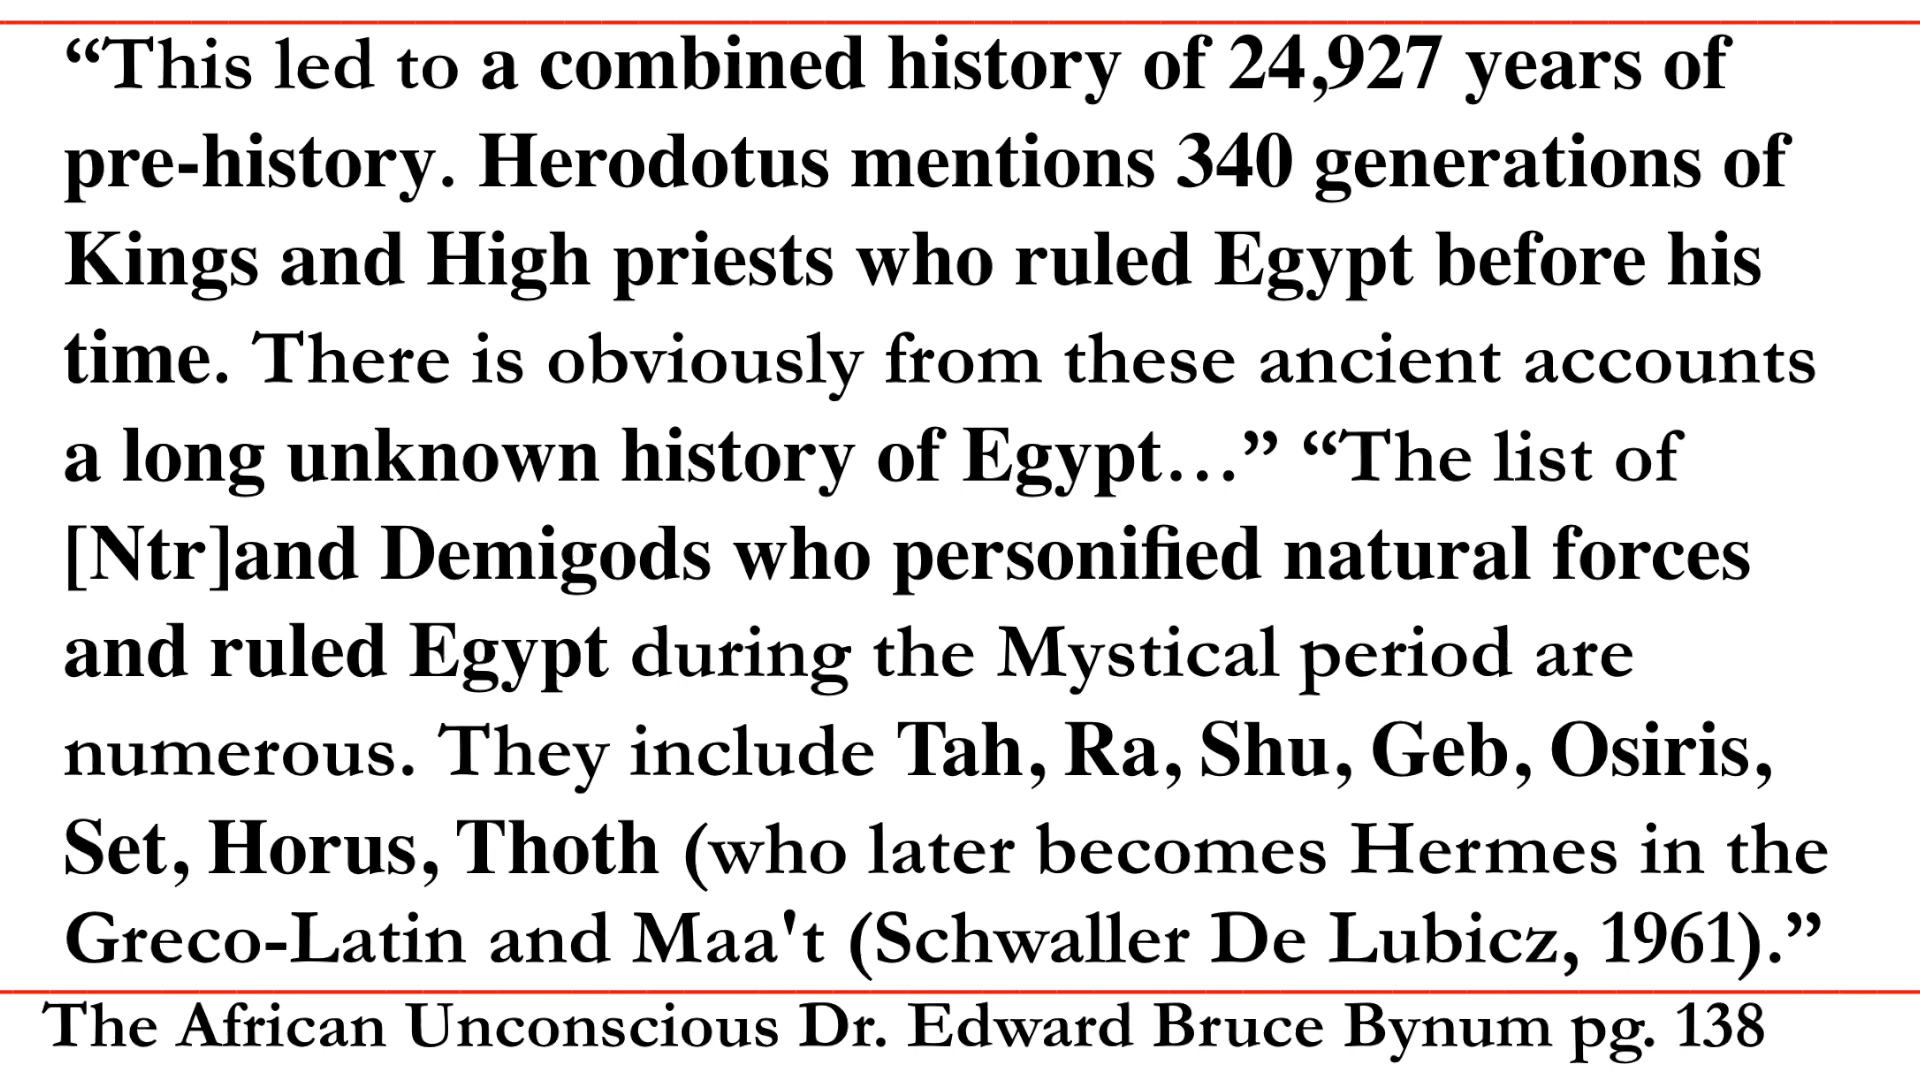 “This led to a combined history of 24,927 years of
pre-history. Herodotus mentions 340 generations of
Kings and High priests who ruled Egypt before his
time. There is obviously from these ancient accounts
a long unknown history of Egypt…” “The list of
[Ntr]and Demigods who personified natural forces
and ruled Egypt during the Mystical period are
numerous. They include Tah, Ra, Shu, Geb, Osiris,
Set, Horus, Thoth (who later becomes Hermes in the
Greco-Latin and Maa't (Schwaller De Lubicz, 1961).”
The African Unconscious Dr. Edward Bruce Bynum pg. 138